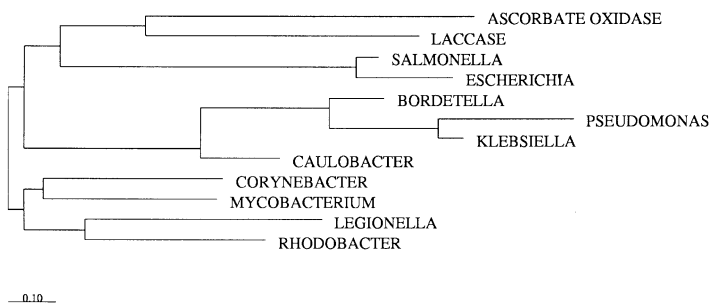 ASCORBATE OXIDASE
LACCASE
SALMONELLA
ESCHERICHIA
BORDETELLA
PSEUDOMONAS
KLEBSIELLA
CAULOBACTER
CORYNEBACTER
MYCOBACTERIUM
LEGIONELLA
RHODOBACTER
0.10